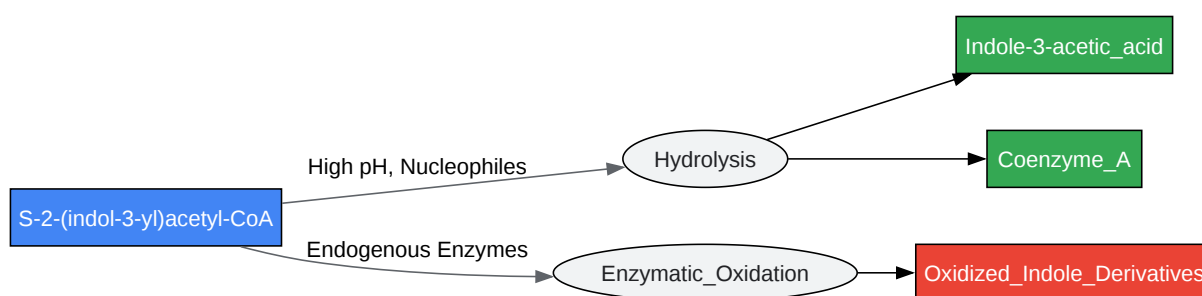 Indole-3-acetic_acid
High pH, Nucleophiles
Hydrolysis
Coenzyme_A
S-2-(indol-3-yl)acetyl-CoA
Endogenous Enzymes
Enzymatic_Oxidation
Oxidized_Indole_Derivatives